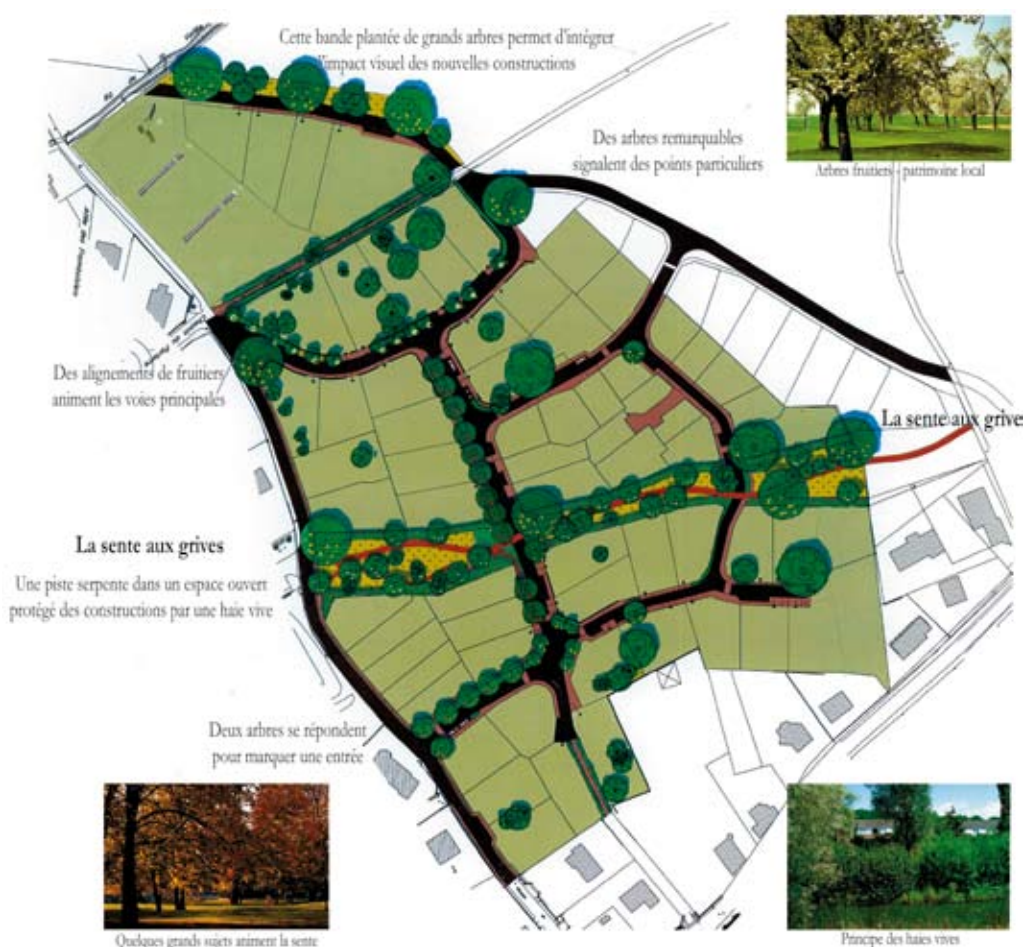 Cette bande plantée de grands arbres permet d'intégrer
l'impact visuel des nouvelles constructions
Des arbres remarquables
signalent des points particuliers
Arbres fruitiers - patrimoine local
Des alignements de fruitiers
animent les voies principales
La sente aux grives
La sente aux grives
Une piste serpente dans un espace ouvert
protégé des constructions par une haie vive
Deux arbres se répondent
pour marquer une entrée
Quelques grands sujets animent la sente
Principe des haies vives